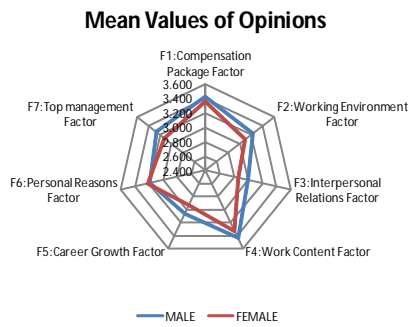 Mean Values of Opinions
F1:Compensation
Package Factor
3.600
3.400
3.200
3.000
2.800
2.600
2.400
F2:Working Environment
Factor
F3:Interpersonal
Relations Factor
F4:Work Content Factor
F5:Career Growth Factor
F6:Personal Reasons
Factor
F7:Top management
Factor
MALE
FEMALE